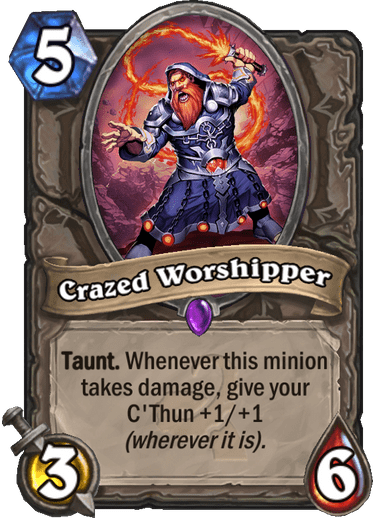 5
Crazed Worshipper
Taunt. Whenever this minion
takes damage, give your
C'Thun +1/+1
(wherever it is).
3
6